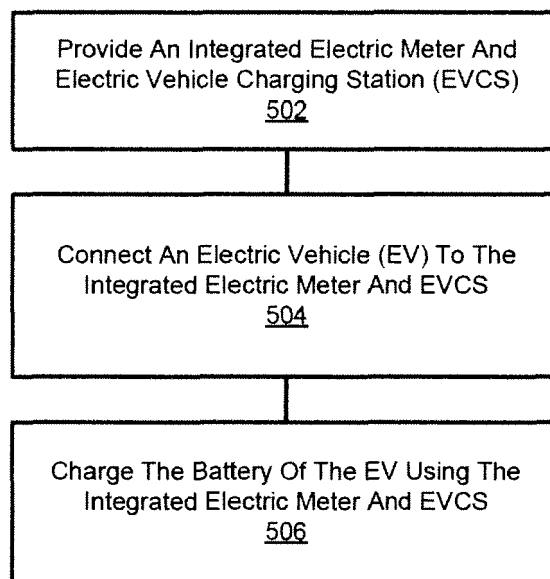 Provide An Integrated Electric Meter And
Electric Vehicle Charging Station (EVCS)
502
Connect An Electric Vehicle (EV) To The
Integrated Electric Meter And EVCS
504
Charge The Battery Of The EV Using The
Integrated Electric Meter And EVCS
506